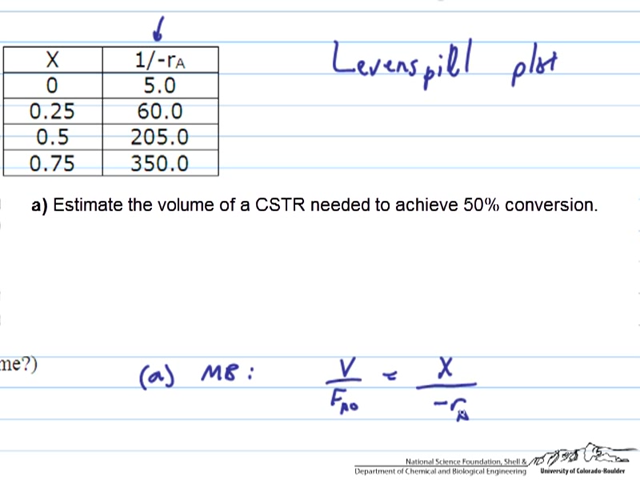 Levenspill plot
X 1/-rA
0 5.0
0.25 60.0
0.5 205.0
0.75 350.0
a) Estimate the volume of a CSTR needed to achieve 50% conversion.
me?)
(a) MB: V/FA0 = X/-rA
National Science Foundation, Shell &
Department of Chemical and Biological Engineering University of Colorado-Boulder